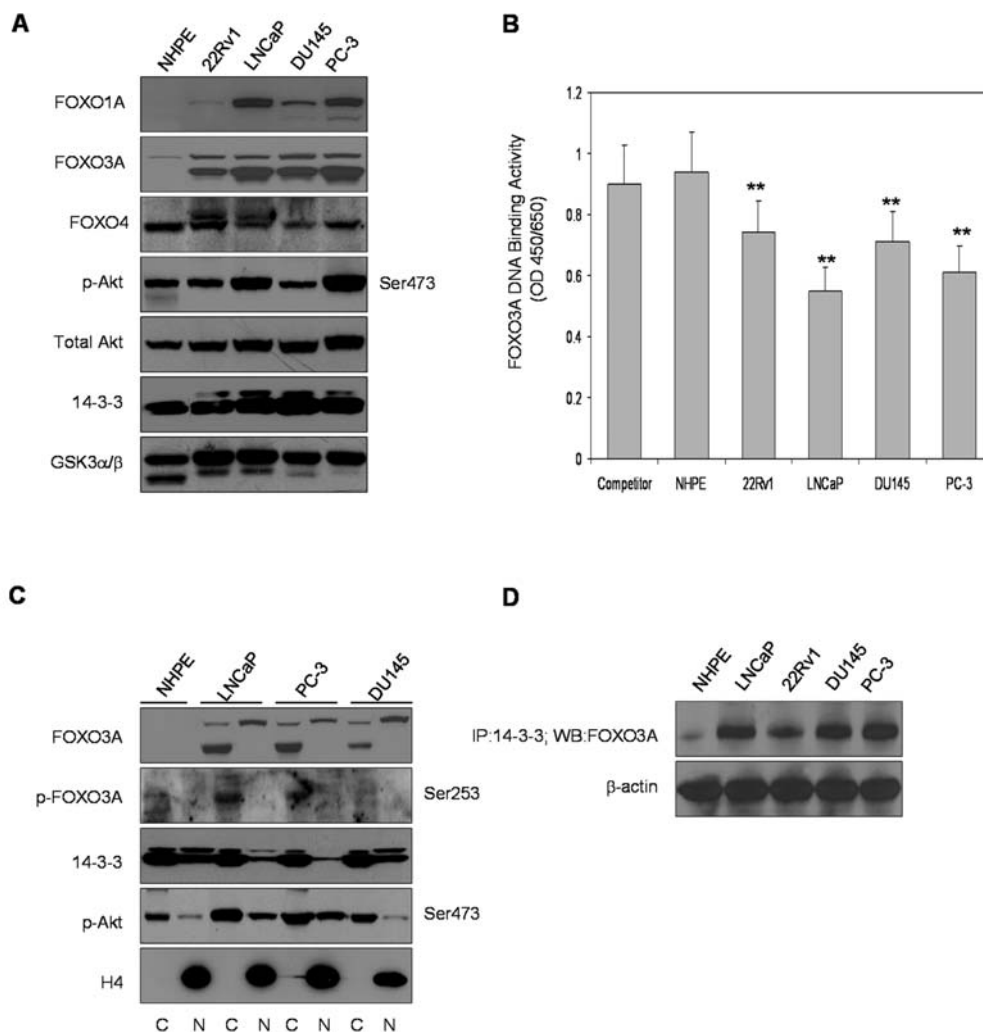 A
NHPE 22Rv1 LNCaP DU145 PC-3
FOXO1A
FOXO3A
FOXO4
p-Akt Ser473
Total Akt
14-3-3
GSK3α/β
B
FOXO3A DNA Binding Activity
(OD 450/650)
1.2
1
0.8
0.6
0.4
0.2
0
** ** ** **
Competitor NHPE 22Rv1 LNCaP DU145 PC-3
C
NHPE LNCaP PC-3 DU145
FOXO3A
p-FOXO3A Ser253
14-3-3
p-Akt Ser473
H4
C N C N C N C N
D
NHPE LNCaP 22Rv1 DU145 PC-3
IP:14-3-3; WB:FOXO3A
β-actin